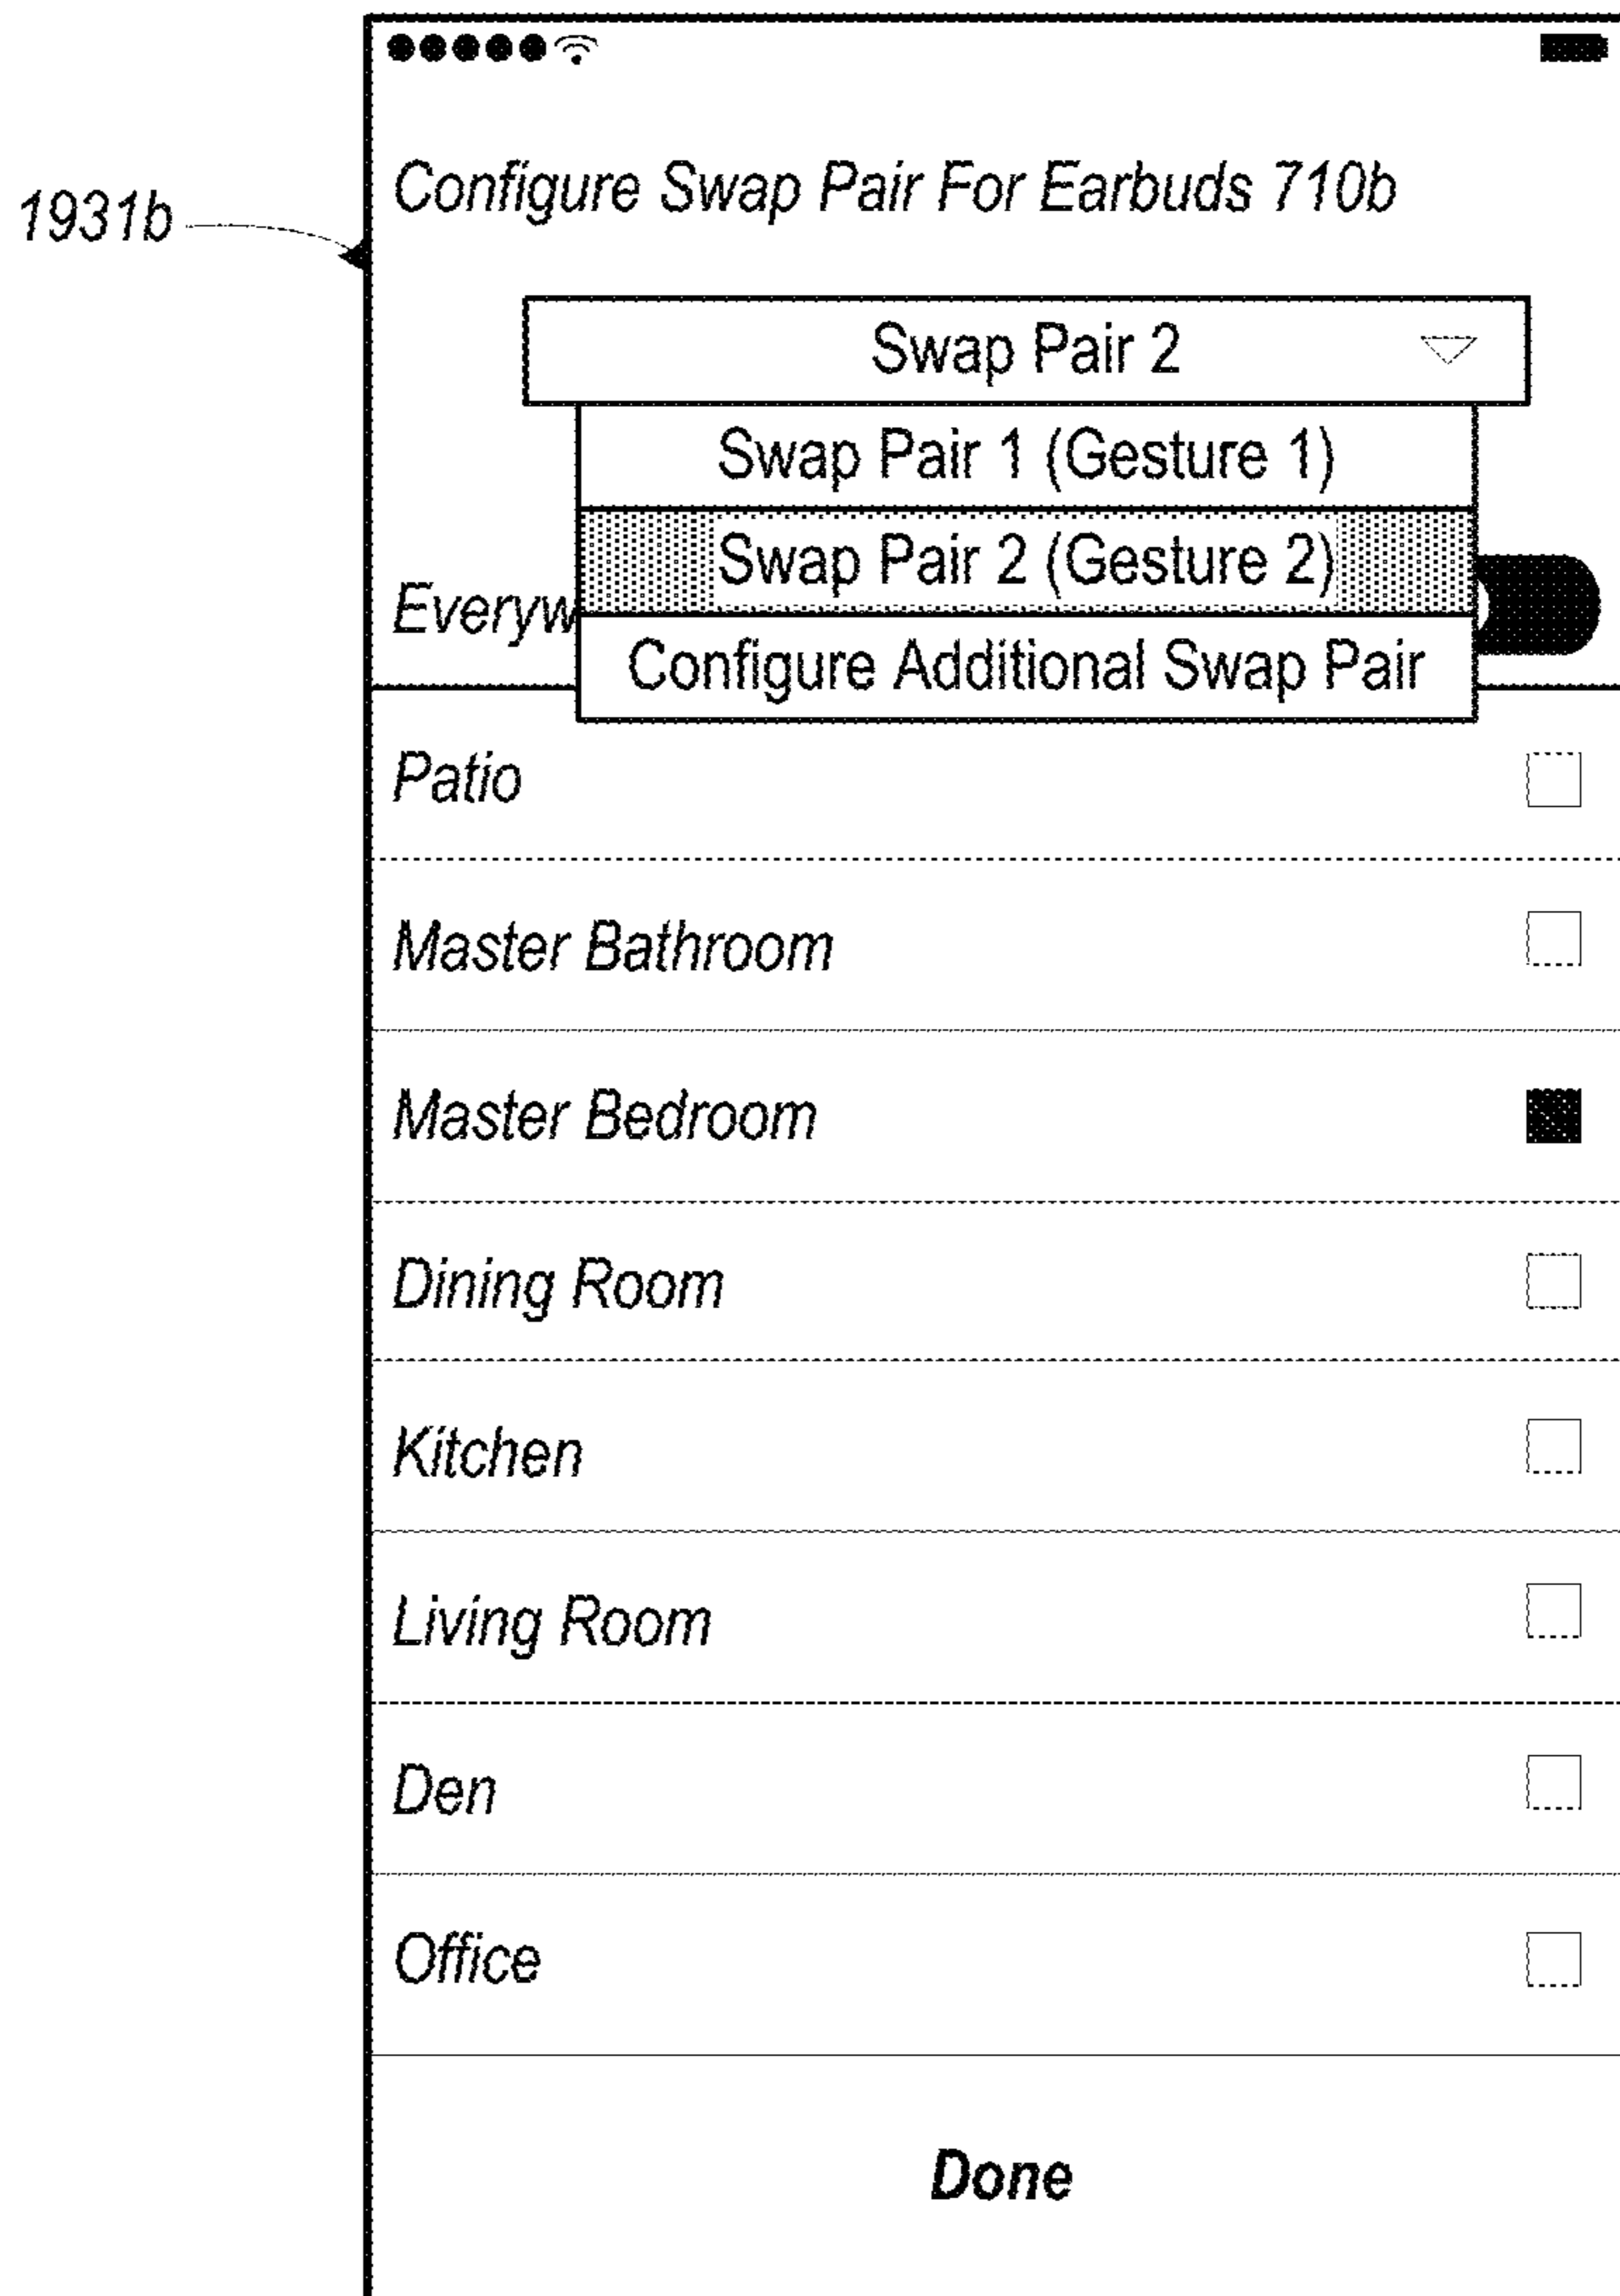 Configure Swap Pair For Earbuds 710b
1931b
Swap Pair 2
Swap Pair 1 (Gesture 1)
Swap Pair 2 (Gesture 2)
Everyw
Configure Additional Swap Pair
Patio
Master Bathroom
Master Bedroom
Dining Room
Kitchen
Living Room
Den
Office
Done